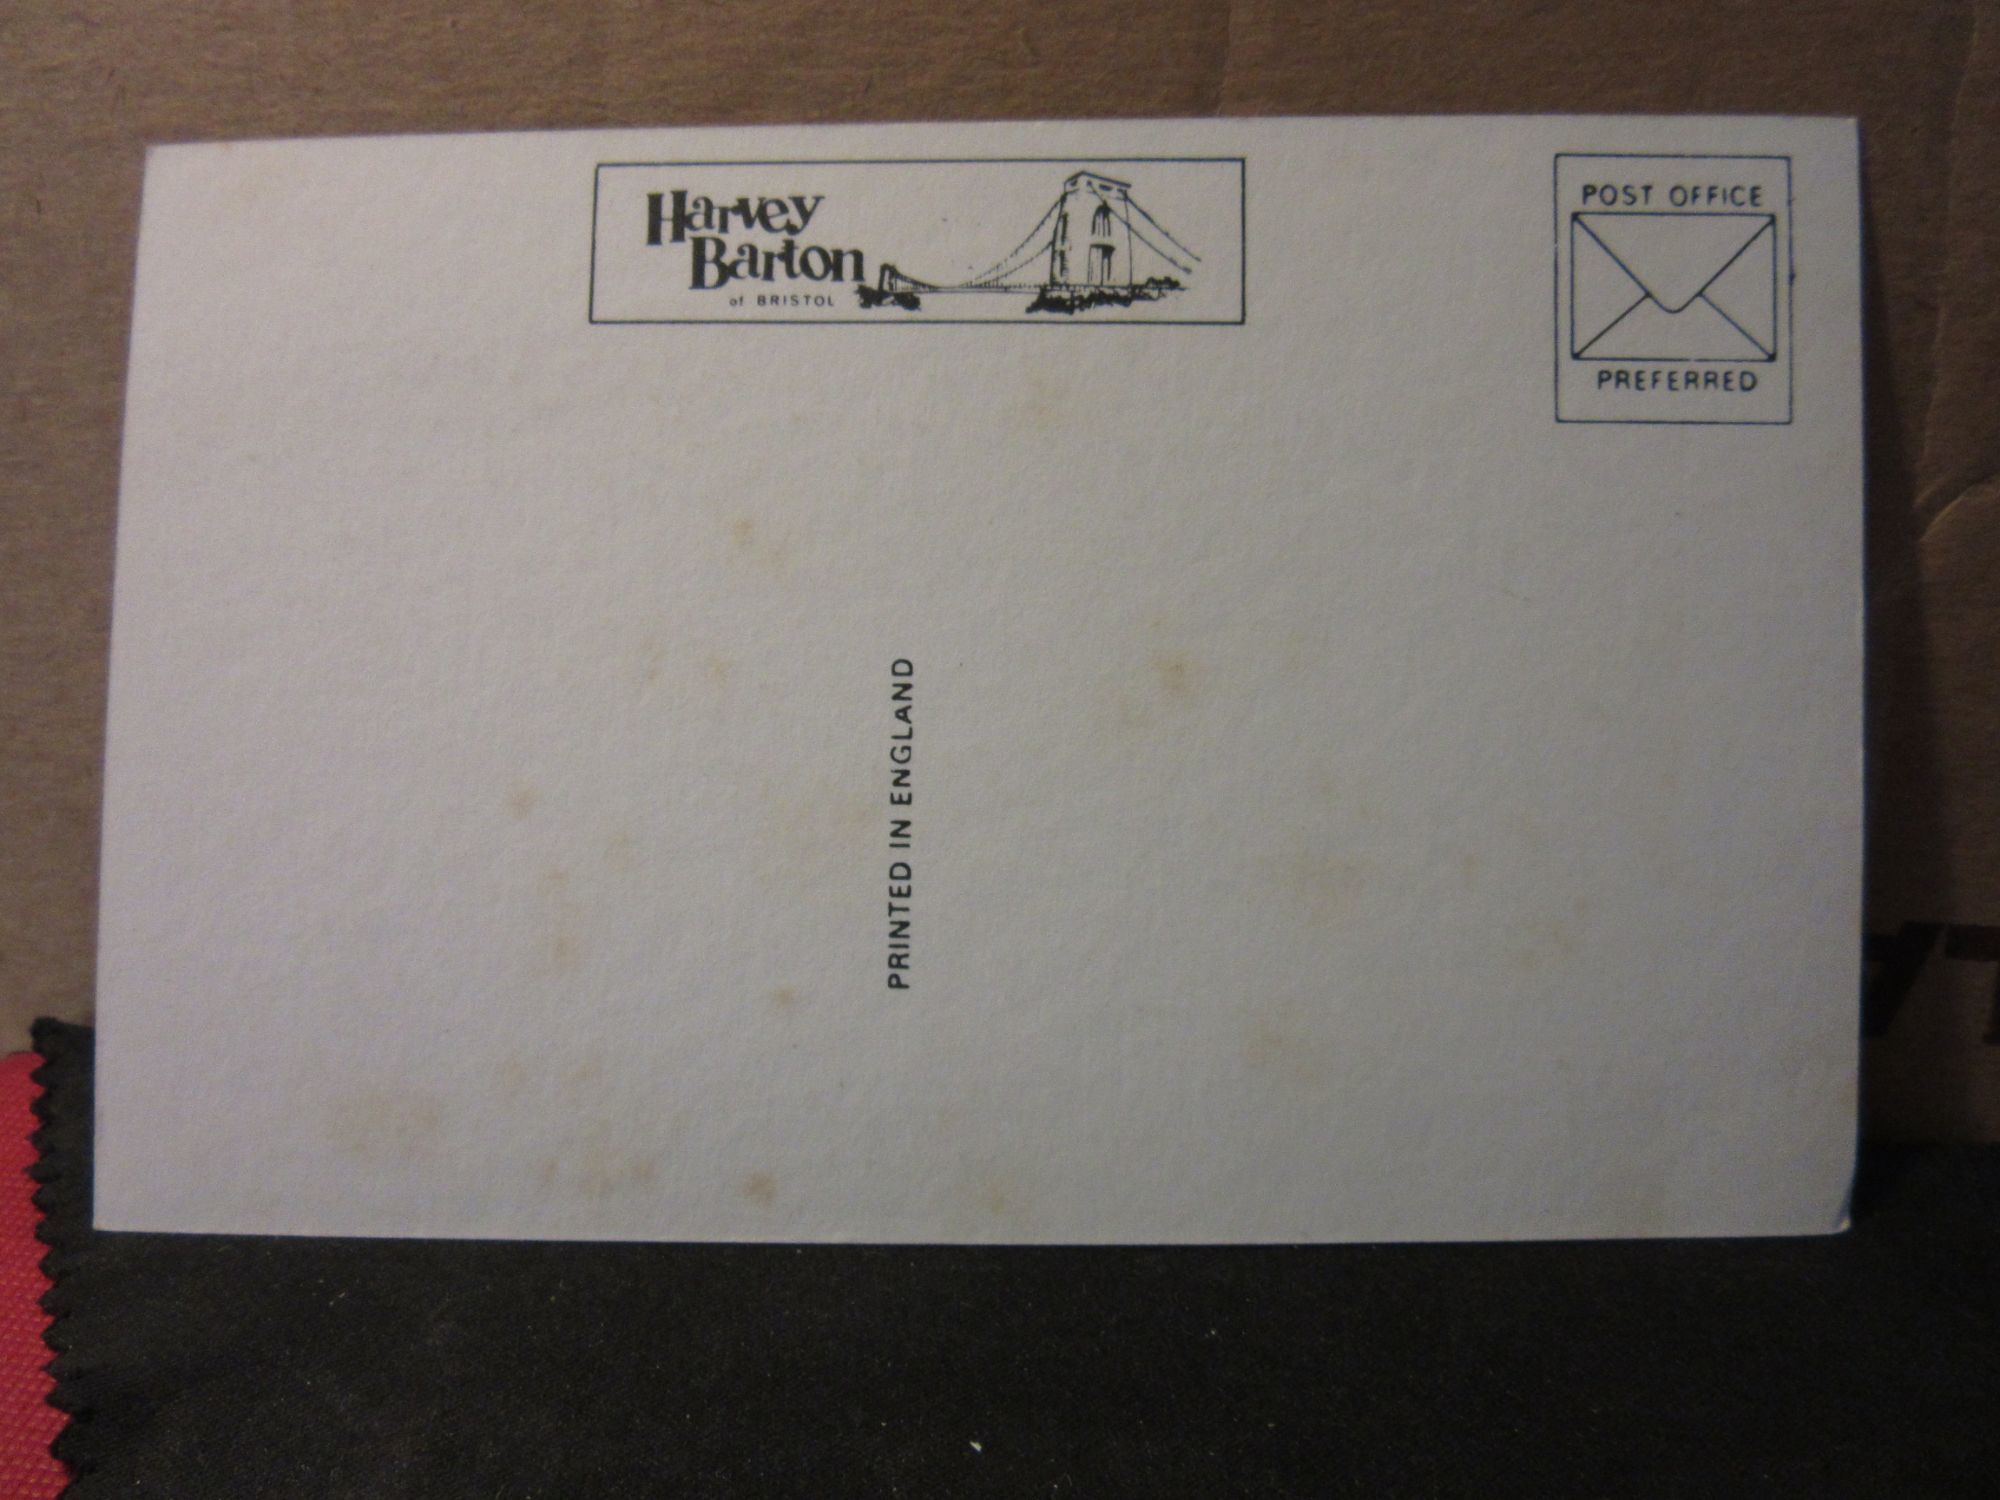 Harvey
Barton
of BRISTOL
POST OFFICE
PREFERRED
PRINTED IN ENGLAND